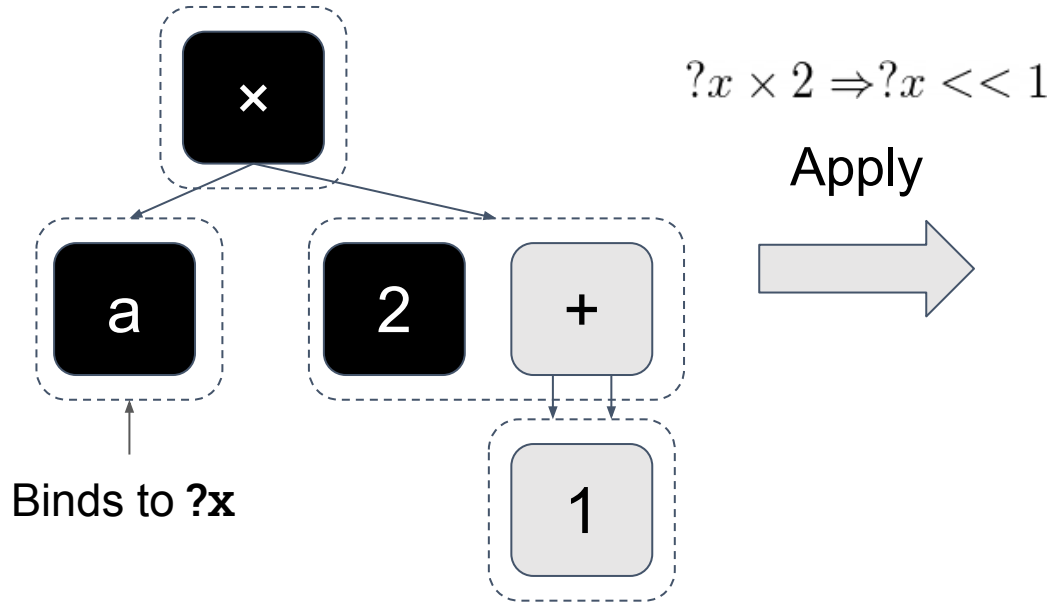 ×
?x × 2 ⇒?x << 1
Apply
a
2
+
Binds to ?x
1